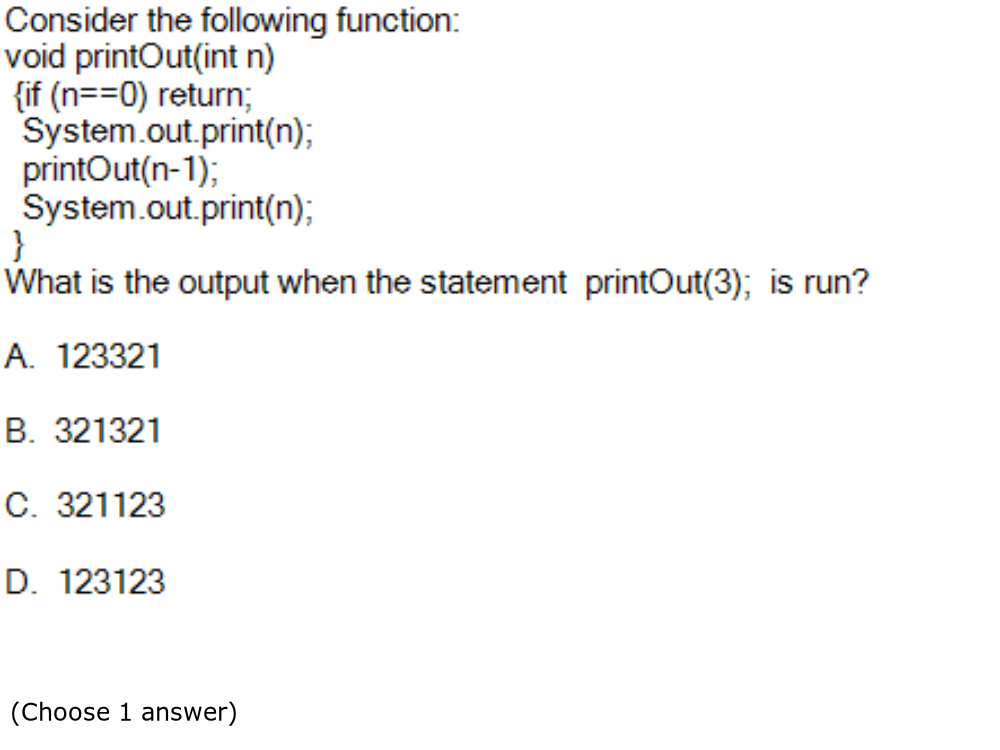 Consider the following function:
void printOut(int n)
{if (n==0) return;
System.out.print(n);
printOut(n-1);
System.out.print(n);
}
What is the output when the statement printOut(3); is run?
A. 123321
B. 321321
C. 321123
D. 123123
(Choose 1 answer)